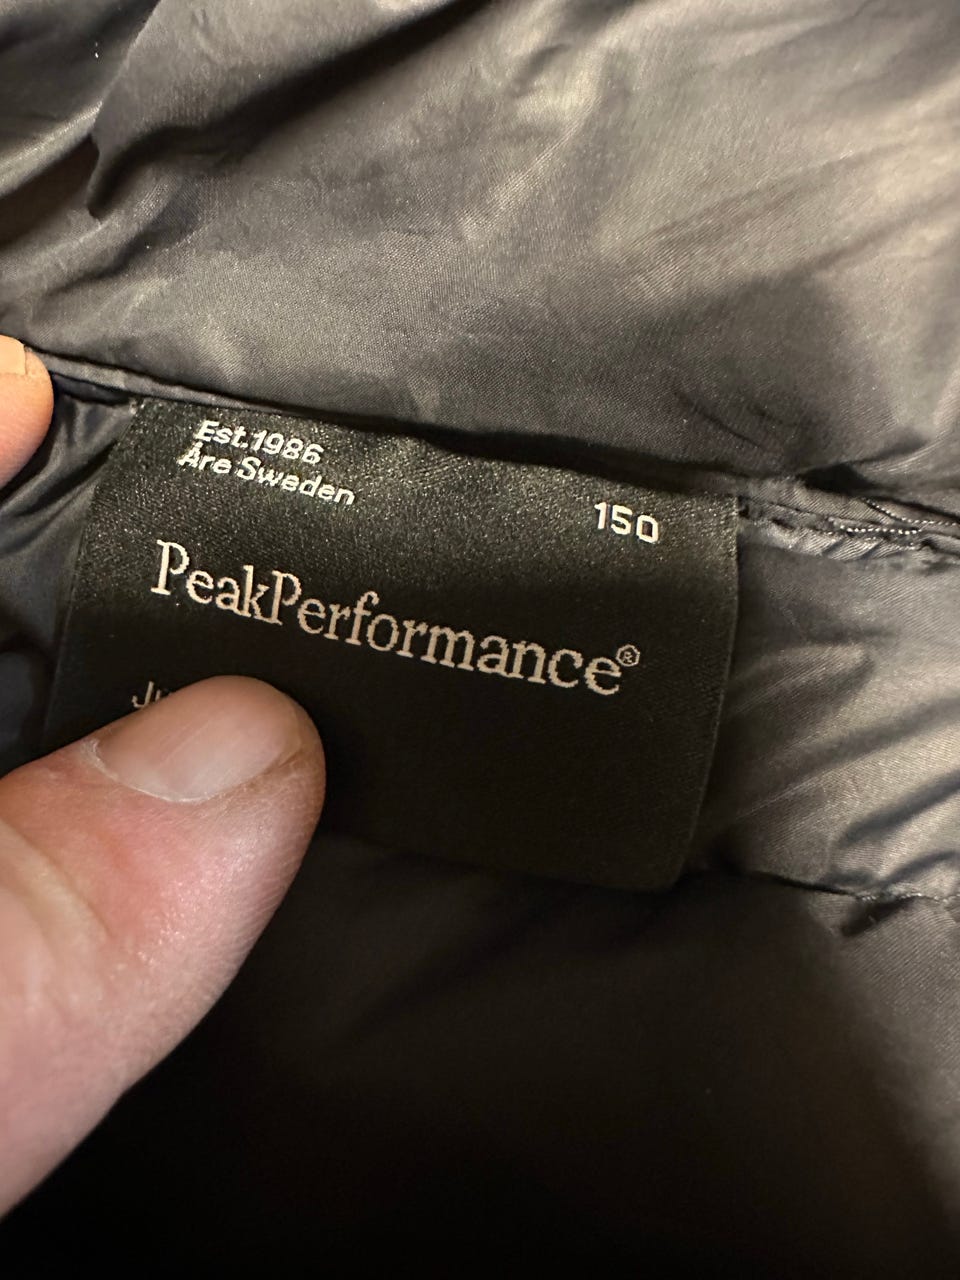 Est.1986
Åre Sweden
150
PeakPerformance®